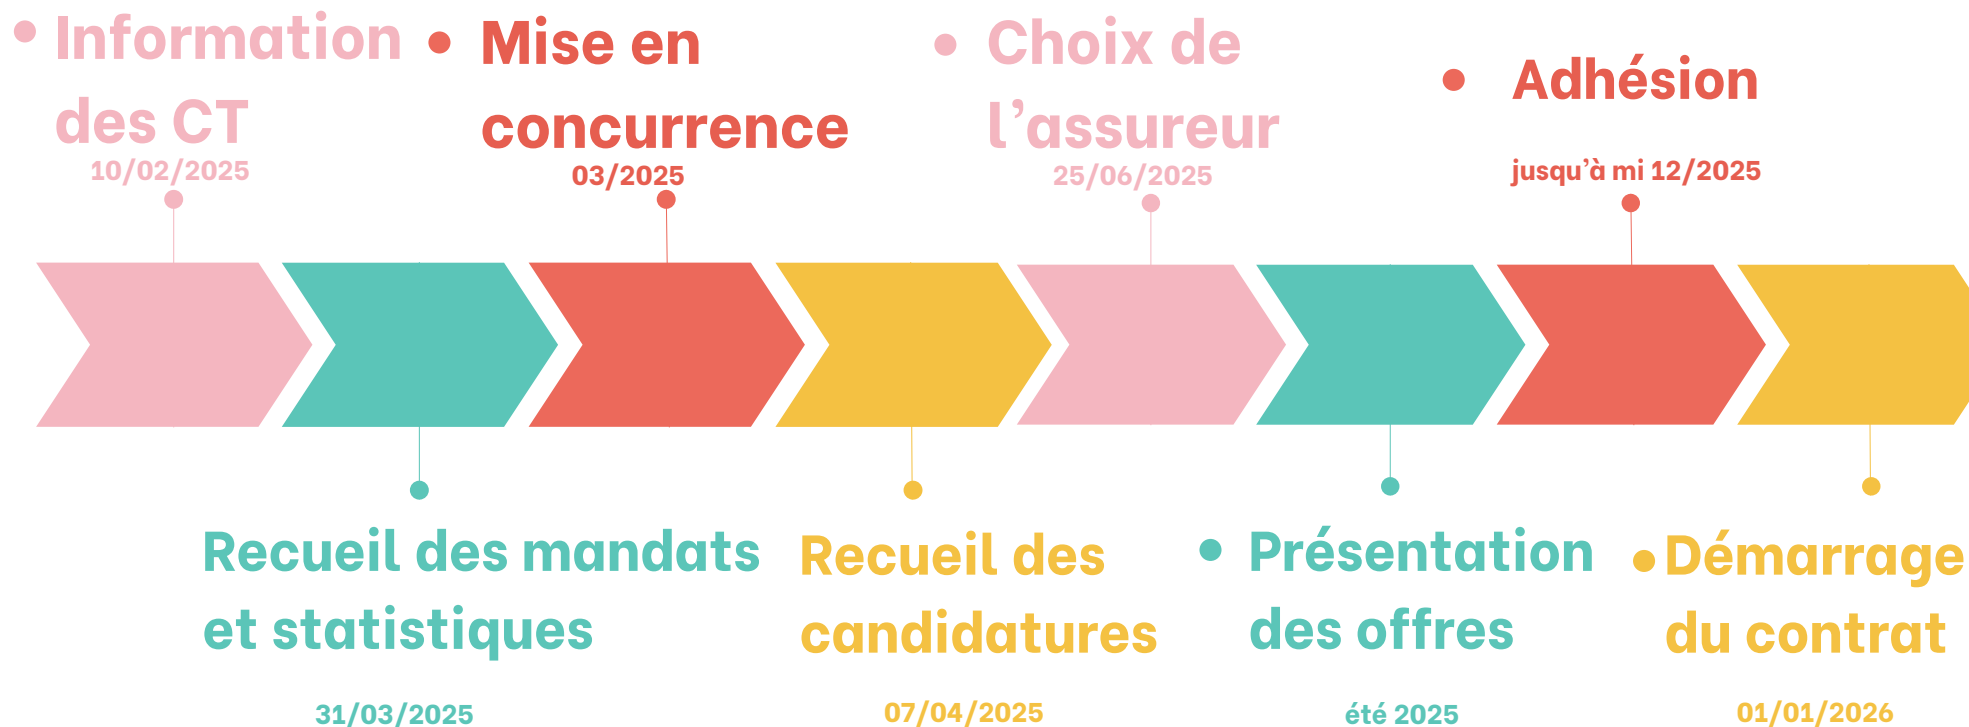 Information
des CT
10/02/2025
Mise en
concurrence
03/2025
Choix de
l’assureur
25/06/2025
Adhésion
jusqu’à mi 12/2025
Recueil des mandats
et statistiques
31/03/2025
Recueil des
candidatures
07/04/2025
Présentation
des offres
été 2025
Démarrage
du contrat
01/01/2026